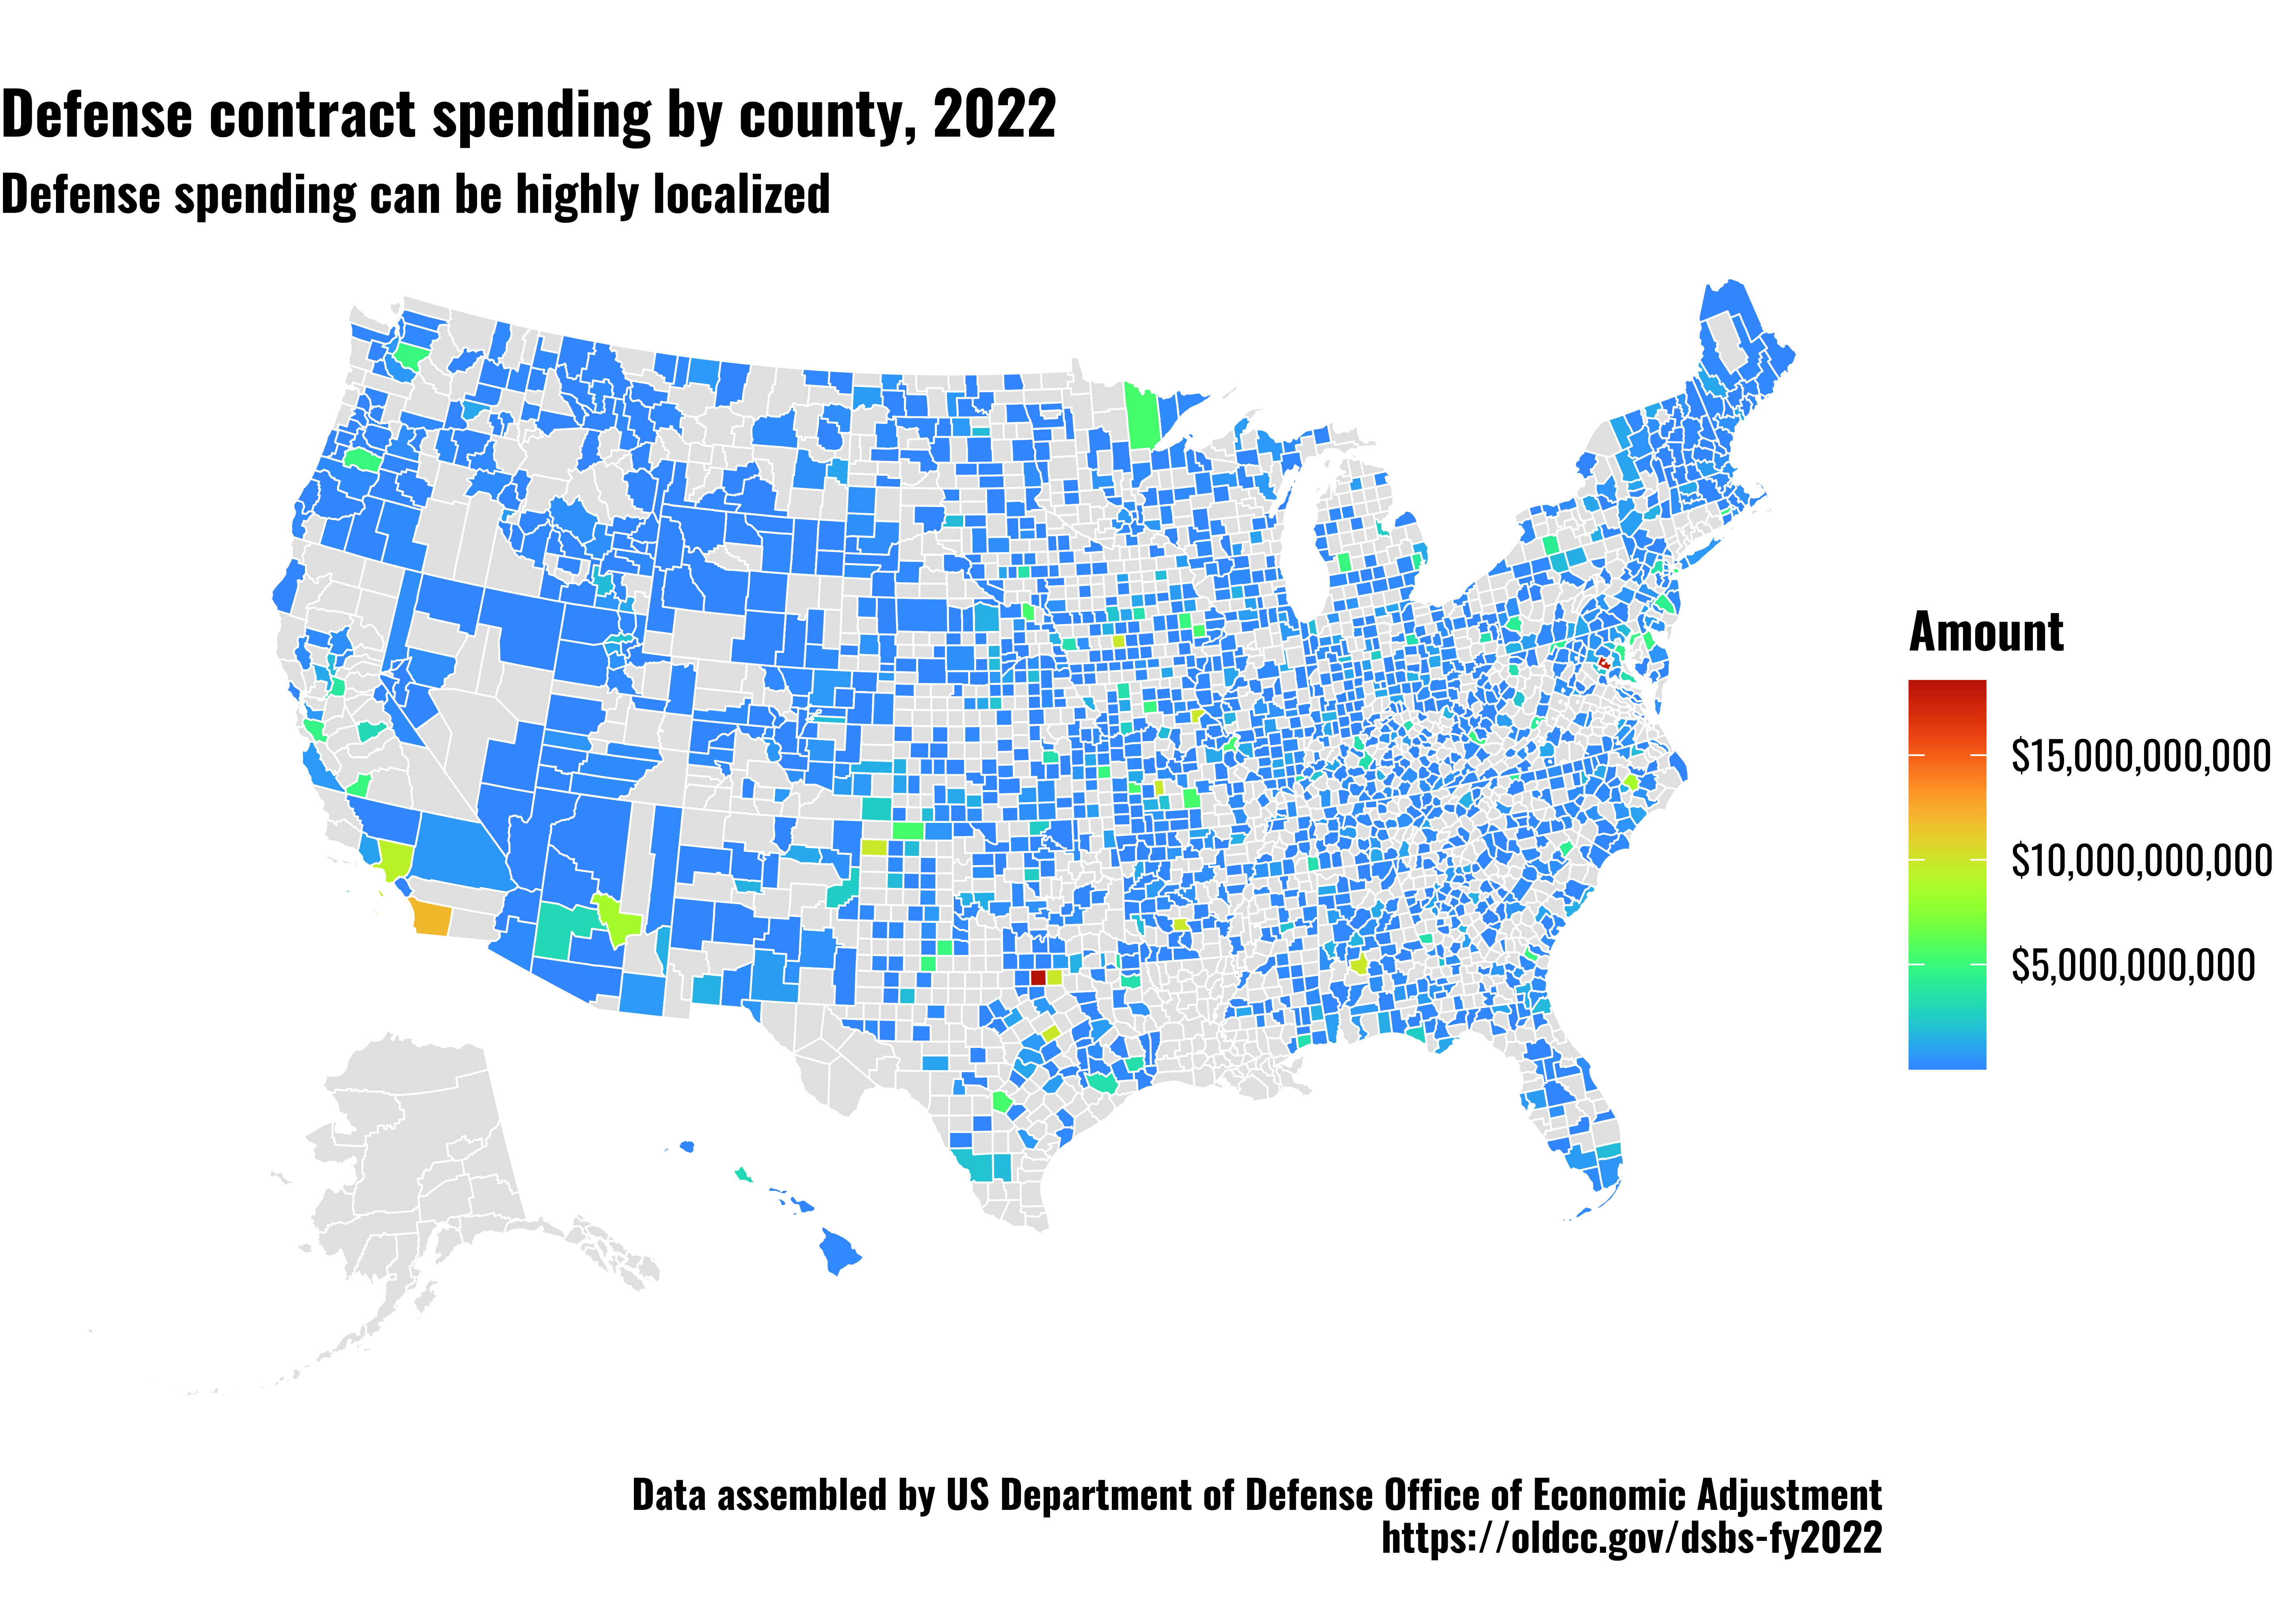 Defense contract spending by county, 2022
Defense spending can be highly localized
Amount
$15,000,000,000
$10,000,000,000
$5,000,000,000
Data assembled by US Department of Defense Office of Economic Adjustment
https://oldcc.gov/dsbs-fy2022